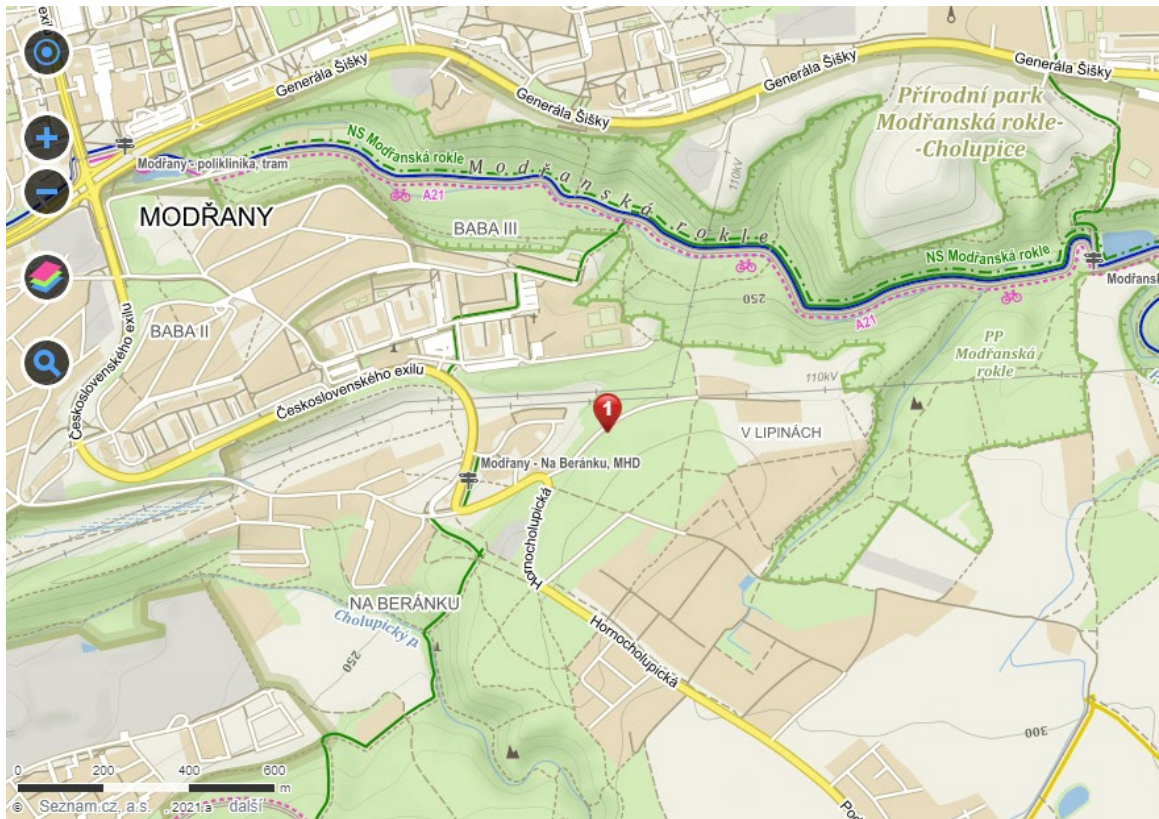 exilu
Generála Šišky
Generála Šišky
Generála Šišky
Generála Šišky
Přírodní park
Modřanská rokle-
-Cholupice
NS Modřanská rokle
Modřany - poliklinika, tram
Modřanská rokle
110kV
A21
MODŘANY
BABA III
NS Modřanská rokle
Modřansk
250
A21
Československého exilu
BABA II
PP
Modřanská
rokle
Československého exilu
110kV
1
V LIPINÁCH
Modřany - Na Beránku, MHD
Hornocholupická
NA BERÁNKU
Cholupický p.
Hornocholupická
250
300
0 200 400 600
m
© Seznam.cz, a.s. , 2021 a další